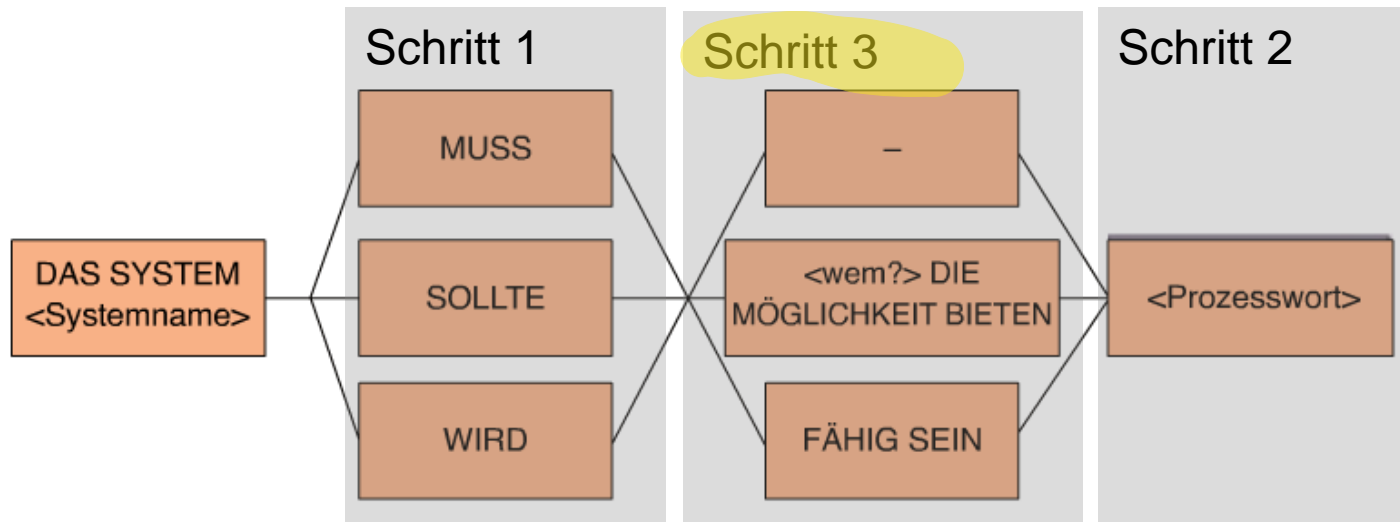 Schritt 1
Schritt 3
Schritt 2
MUSS
–
DAS SYSTEM
<Systemname>
SOLLTE
<wem?> DIE
MÖGLICHKEIT BIETEN
<Prozesswort>
WIRD
FÄHIG SEIN